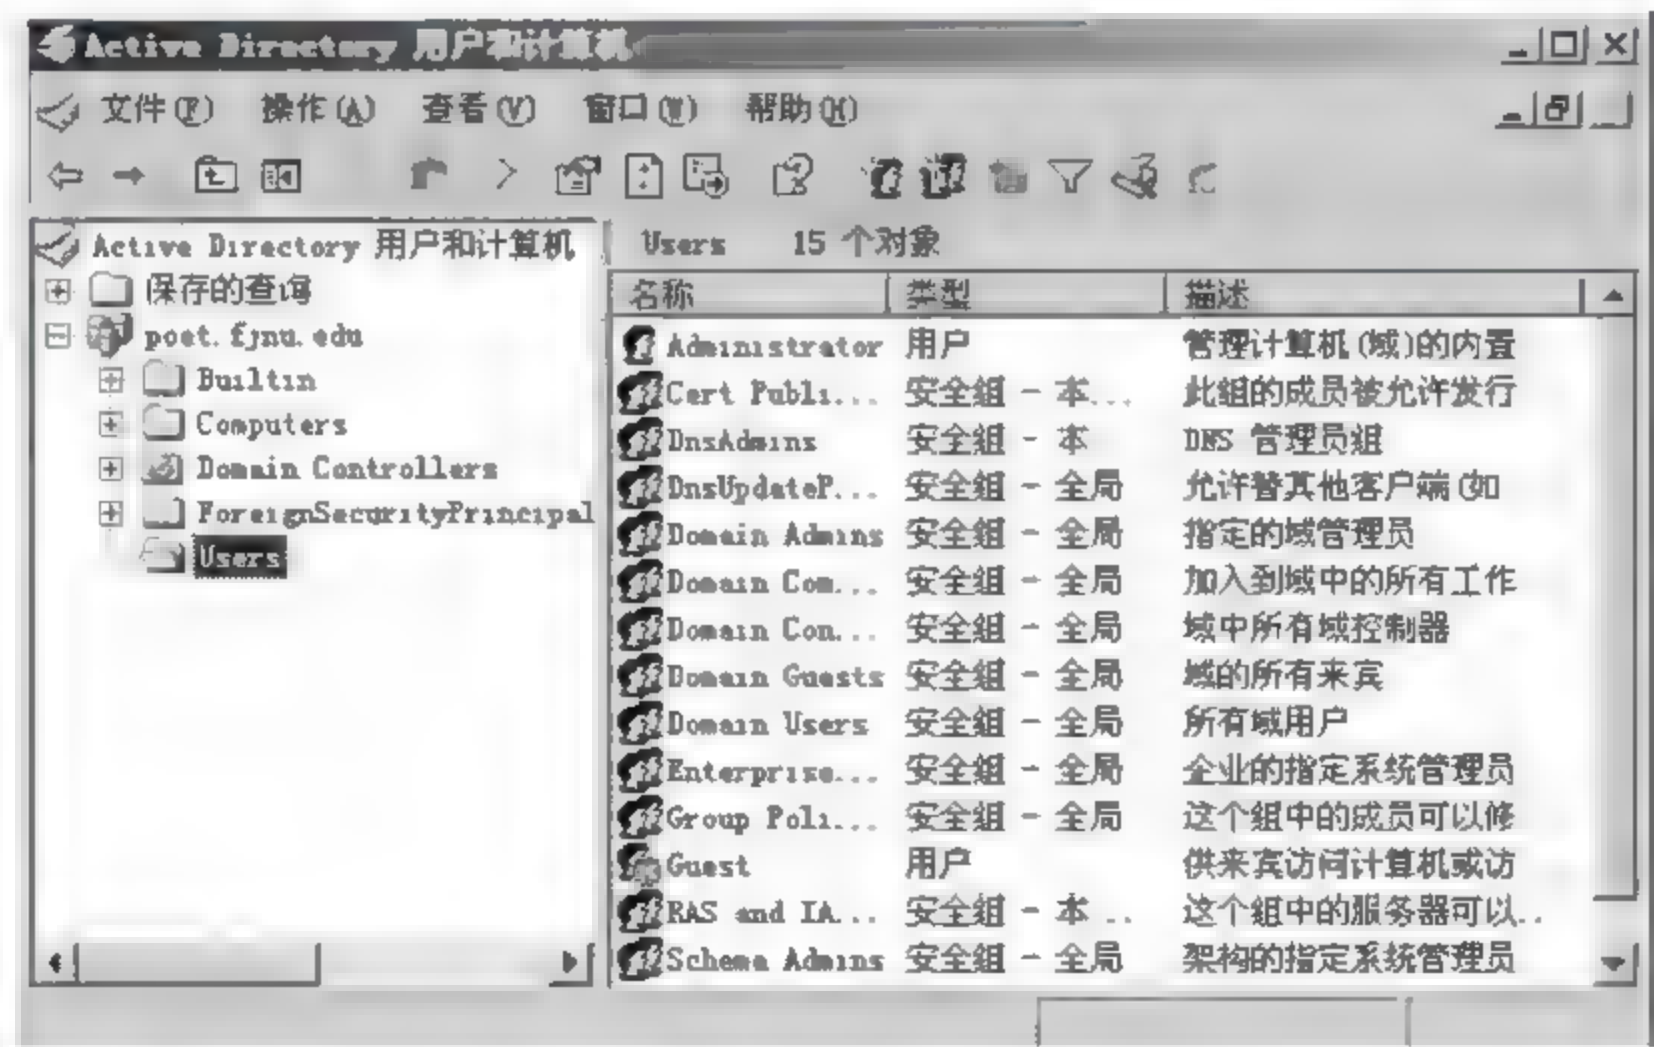 Active Directory 用户和计算机
文件(F) 操作(A) 查看(V) 窗口(W) 帮助(H)
Active Directory 用户和计算机
保存的查询
poet.fjnu.edu
Builtin
Computers
Domain Controllers
ForeignSecurityPrincipal
Users
Users 15 个对象
名称 类型 描述
Administrator 用户 管理计算机(域)的内置
Cert Publi... 安全组 - 本... 此组的成员被允许发行
DnsAdmins 安全组 - 本 DNS 管理员组
DnsUpdateP... 安全组 - 全局 允许替其他客户端(如
Domain Admins 安全组 - 全局 指定的域管理员
Domain Com... 安全组 - 全局 加入到域中的所有工作
Domain Con... 安全组 - 全局 域中所有域控制器
Domain Guests 安全组 - 全局 域的所有来宾
Domain Users 安全组 - 全局 所有域用户
Enterprise... 安全组 - 全局 企业的指定系统管理员
Group Poli... 安全组 - 全局 这个组中的成员可以修
Guest 用户 供来宾访问计算机或访
RAS and IA... 安全组 - 本 .. 这个组中的服务器可以..
Schema Admins 安全组 - 全局 架构的指定系统管理员